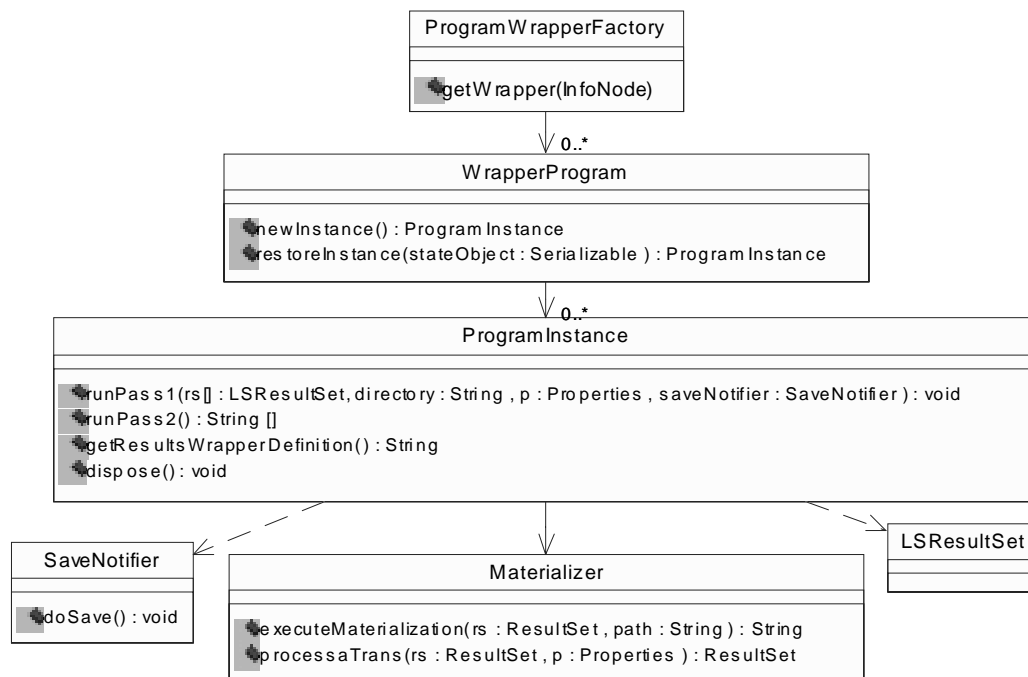 ProgramWrapperFactory
getWrapper(InfoNode)
0..*
WrapperProgram
newInstance() : ProgramInstance
restoreInstance(stateObject : Serializable ) : ProgramInstance
0..*
ProgramInstance
runPass1(rs[] : LSResultSet, directory : String , p : Properties , saveNotifier : SaveNotifier ) : void
runPass2() : String []
getResultsWrapperDefinition() : String
dispose() : void
SaveNotifier
doSave() : void
Materializer
executeMaterialization(rs : ResultSet , path : String ) : String
processaTrans(rs : ResultSet , p : Properties ) : ResultSet
LSResultSet